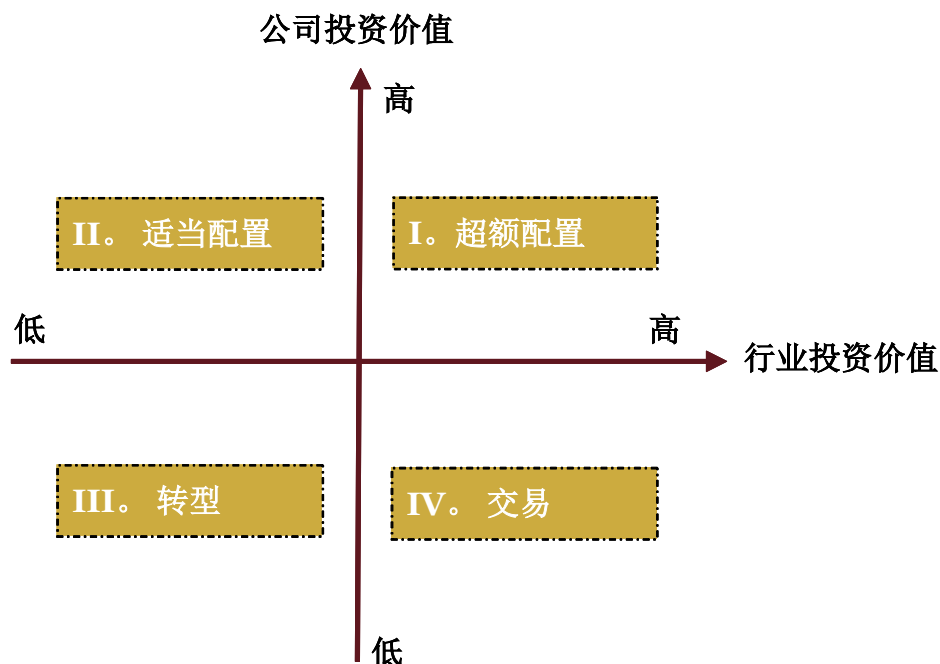 公司投资价值
高
II。 适当配置
I。超额配置
低
高
行业投资价值
III。 转型
IV。 交易
低